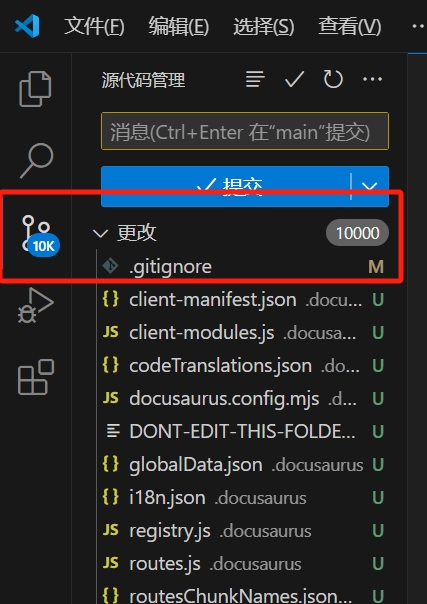 文件(F) 编辑(E) 选择(S) 查看(V) ···
源代码管理
消息(Ctrl+Enter 在“main”提交)
提交
更改 10000
10K
.gitignore M
{} client-manifest.json .docu... U
JS client-modules.js .docusa... U
{} codeTranslations.json .do... U
JS docusaurus.config.mjs .d... U
DONT-EDIT-THIS-FOLDE... U
{} globalData.json .docusaurus U
{} i18n.json .docusaurus U
JS registry.js .docusaurus U
JS routes.js .docusaurus U
{} routesChunkNames.json... U